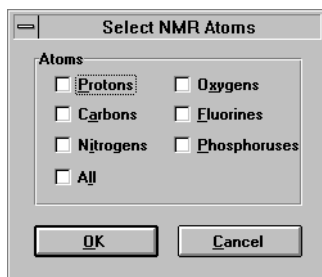 Select NMR Atoms
Atoms
Protons Oxygens
Carbons Fluorines
Nitrogens Phosphoruses
All
OK Cancel